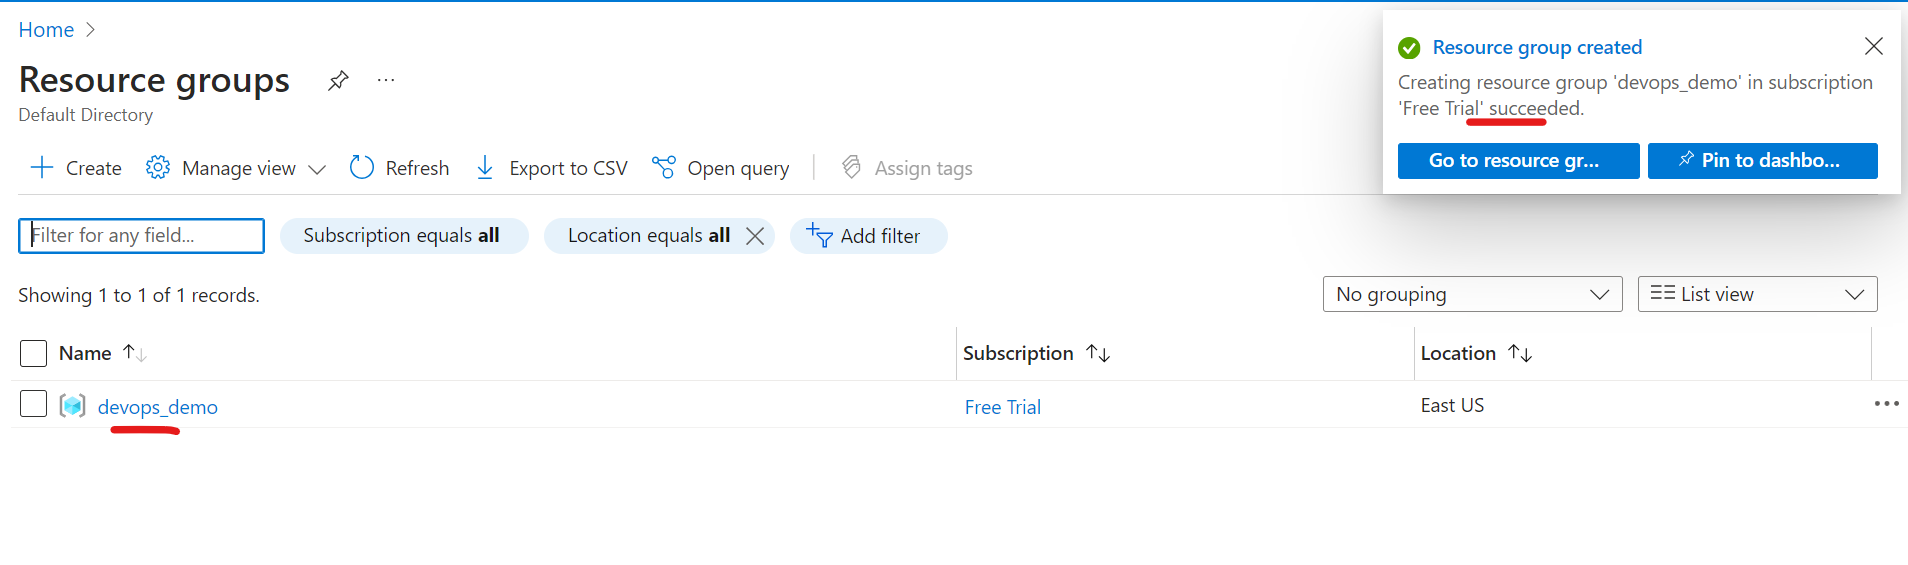 Home
Resource groups
Default Directory
Resource group created
Creating resource group 'devops_demo' in subscription
'Free Trial' succeeded.
Go to resource gr...
Pin to dashbo...
Create
Manage view
Refresh
Export to CSV
Open query
Assign tags
Filter for any field...
Subscription equals all
Location equals all
Add filter
Showing 1 to 1 of 1 records.
No grouping
List view
Name
Subscription
Location
devops_demo
Free Trial
East US